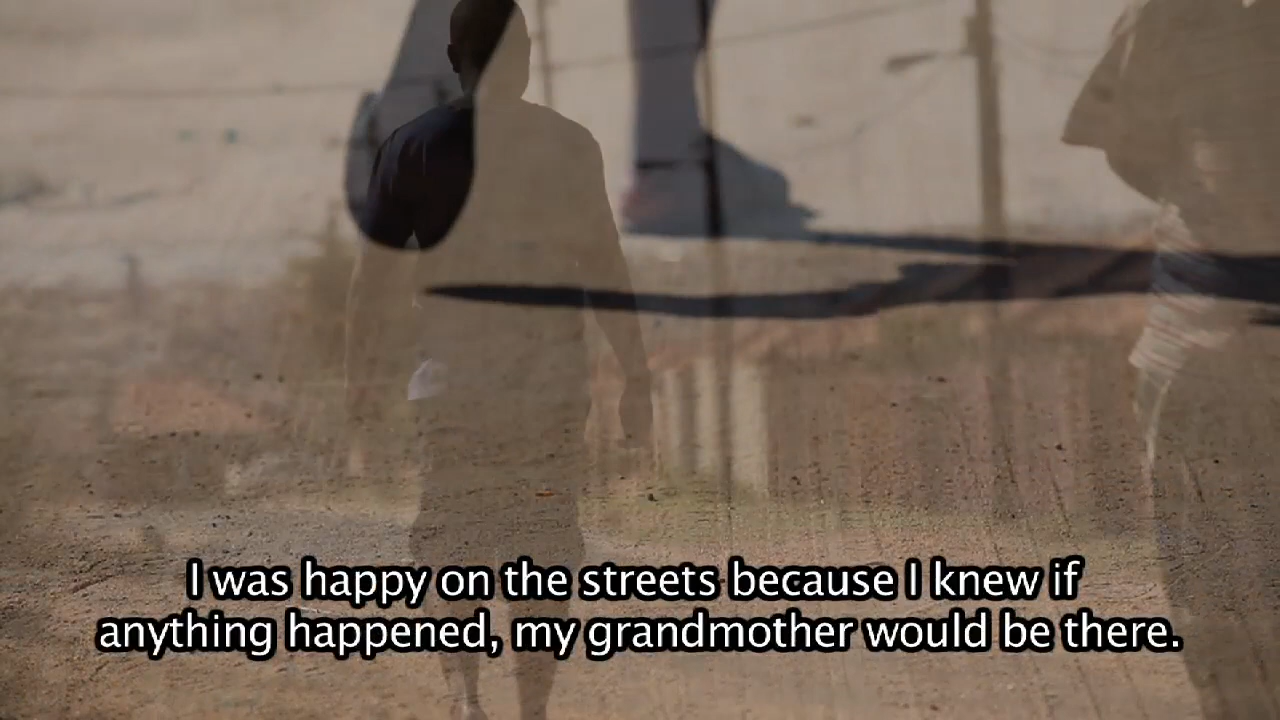 I was happy on the streets because I knew if
anything happened, my grandmother would be there.